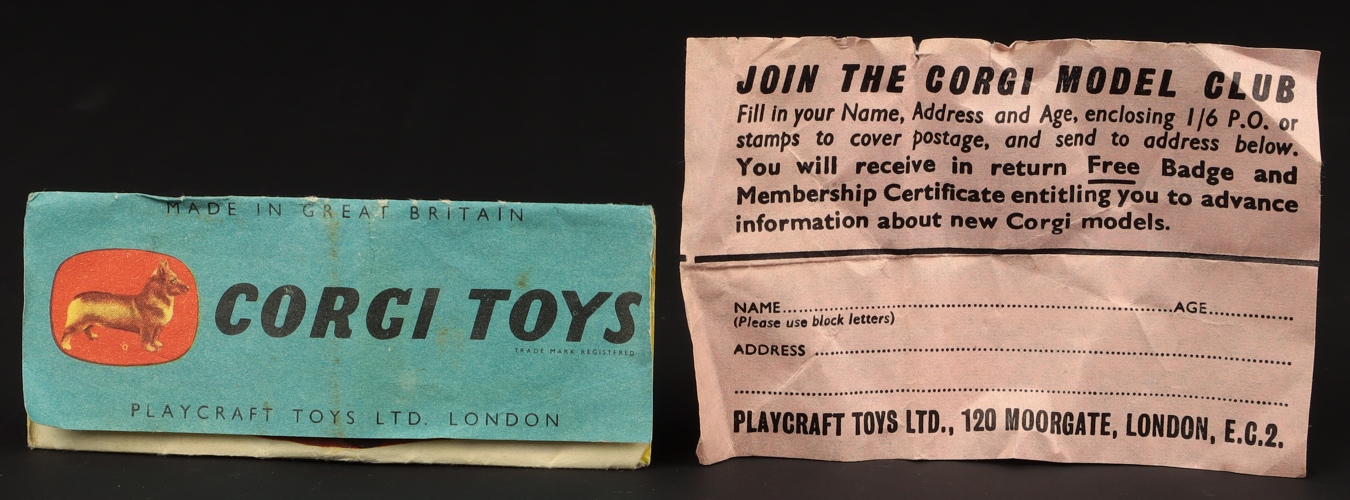 MADE IN GREAT BRITAIN
CORGI TOYS
TRADE MARK REGISTERED
PLAYCRAFT TOYS LTD. LONDON
JOIN THE CORGI MODEL CLUB
Fill in your Name, Address and Age, enclosing 1/6 P.O. or
stamps to cover postage, and send to address below.
You will receive in return Free Badge and
Membership Certificate entitling you to advance
information about new Corgi models.
NAME..............................AGE..............
(Please use block letters)
ADDRESS ..............................
..............................
PLAYCRAFT TOYS LTD., 120 MOORGATE, LONDON, E.C.2.